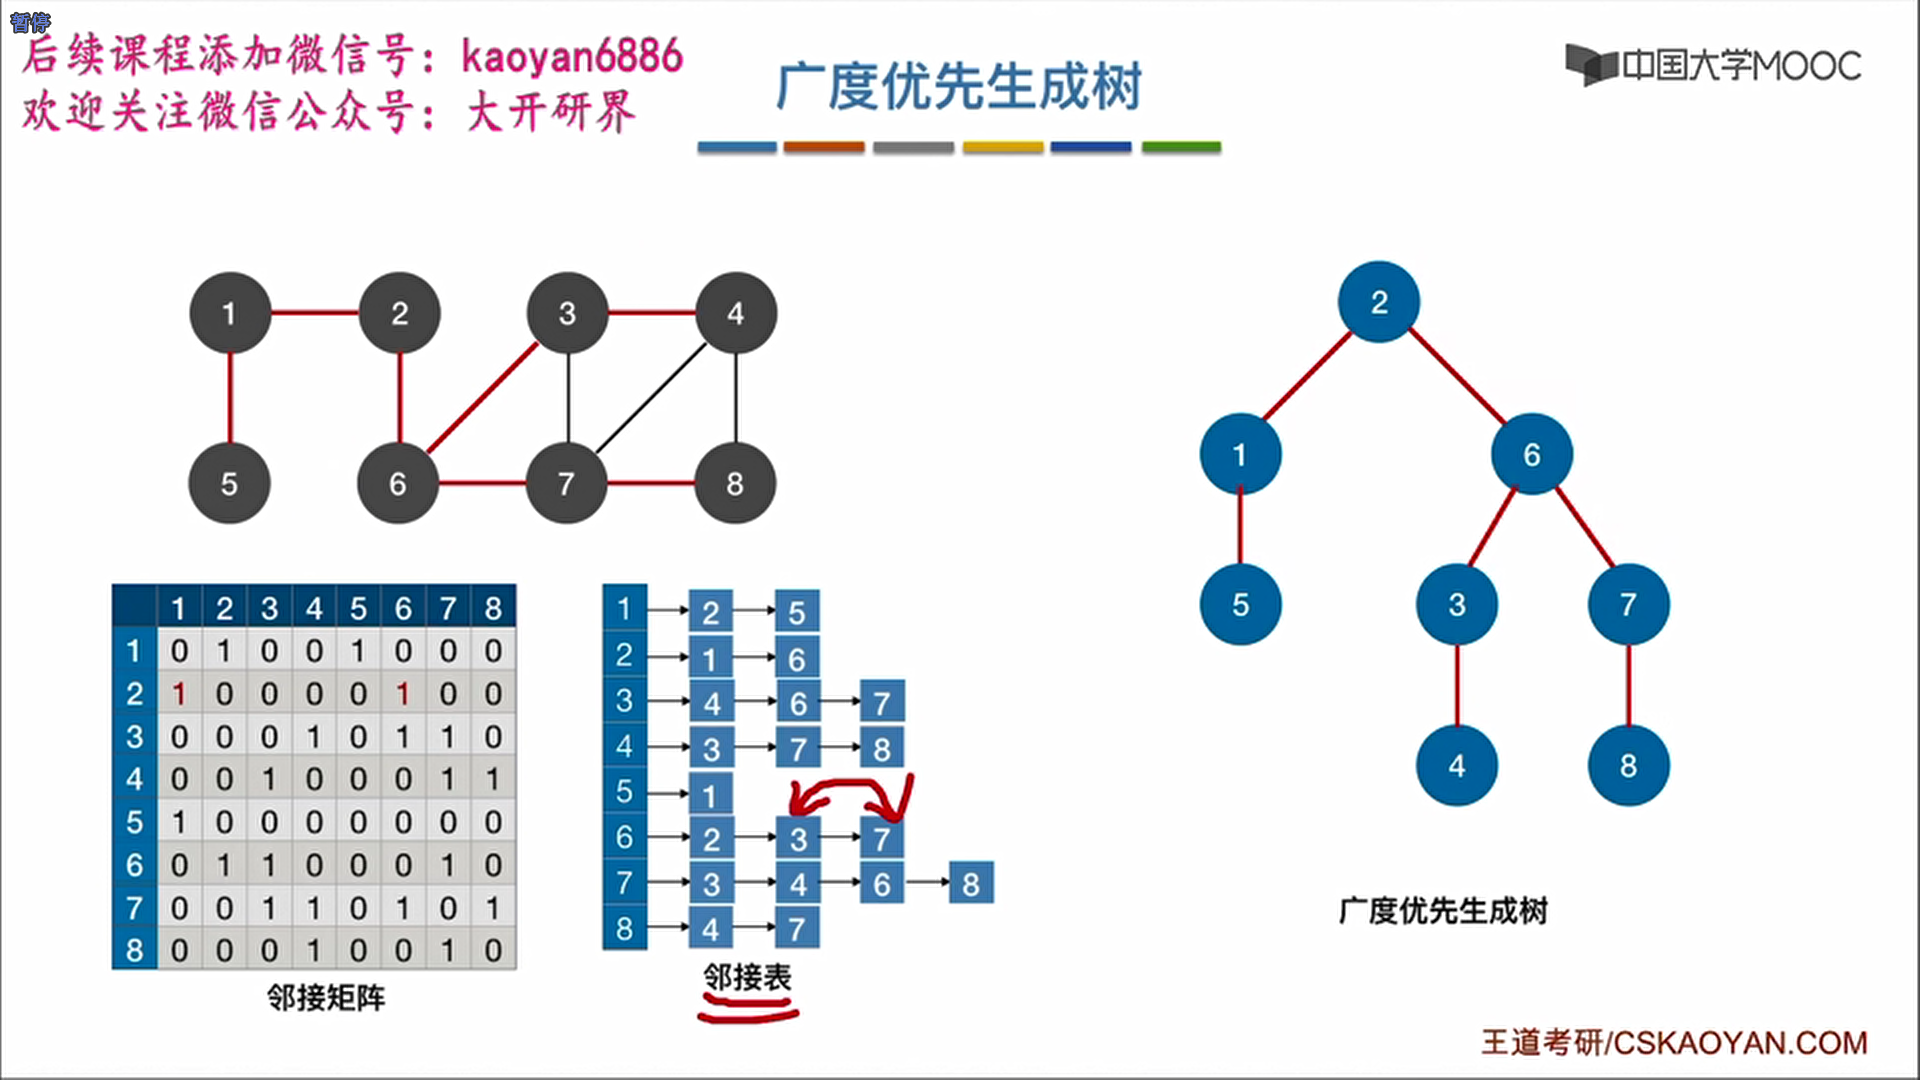 暂停
后续课程添加微信号：kaoyan6886
欢迎关注微信公众号：大开研界
广度优先生成树
中国大学MOOC
1 2 3 4
5 6 7 8
2
1 6
5 3 7
4 8
1 2 3 4 5 6 7 8
1 0 1 0 0 1 0 0 0
2 1 0 0 0 0 1 0 0
3 0 0 0 1 0 1 1 0
4 0 0 1 0 0 0 1 1
5 1 0 0 0 0 0 0 0
6 0 1 1 0 0 0 1 0
7 0 0 1 1 0 1 0 1
8 0 0 0 1 0 0 1 0
邻接矩阵
1 2 5
2 1 6
3 4 6 7
4 3 7 8
5 1
6 2 3 7
7 3 4 6 8
8 4 7
邻接表
广度优先生成树
王道考研/CSKAOYAN.COM